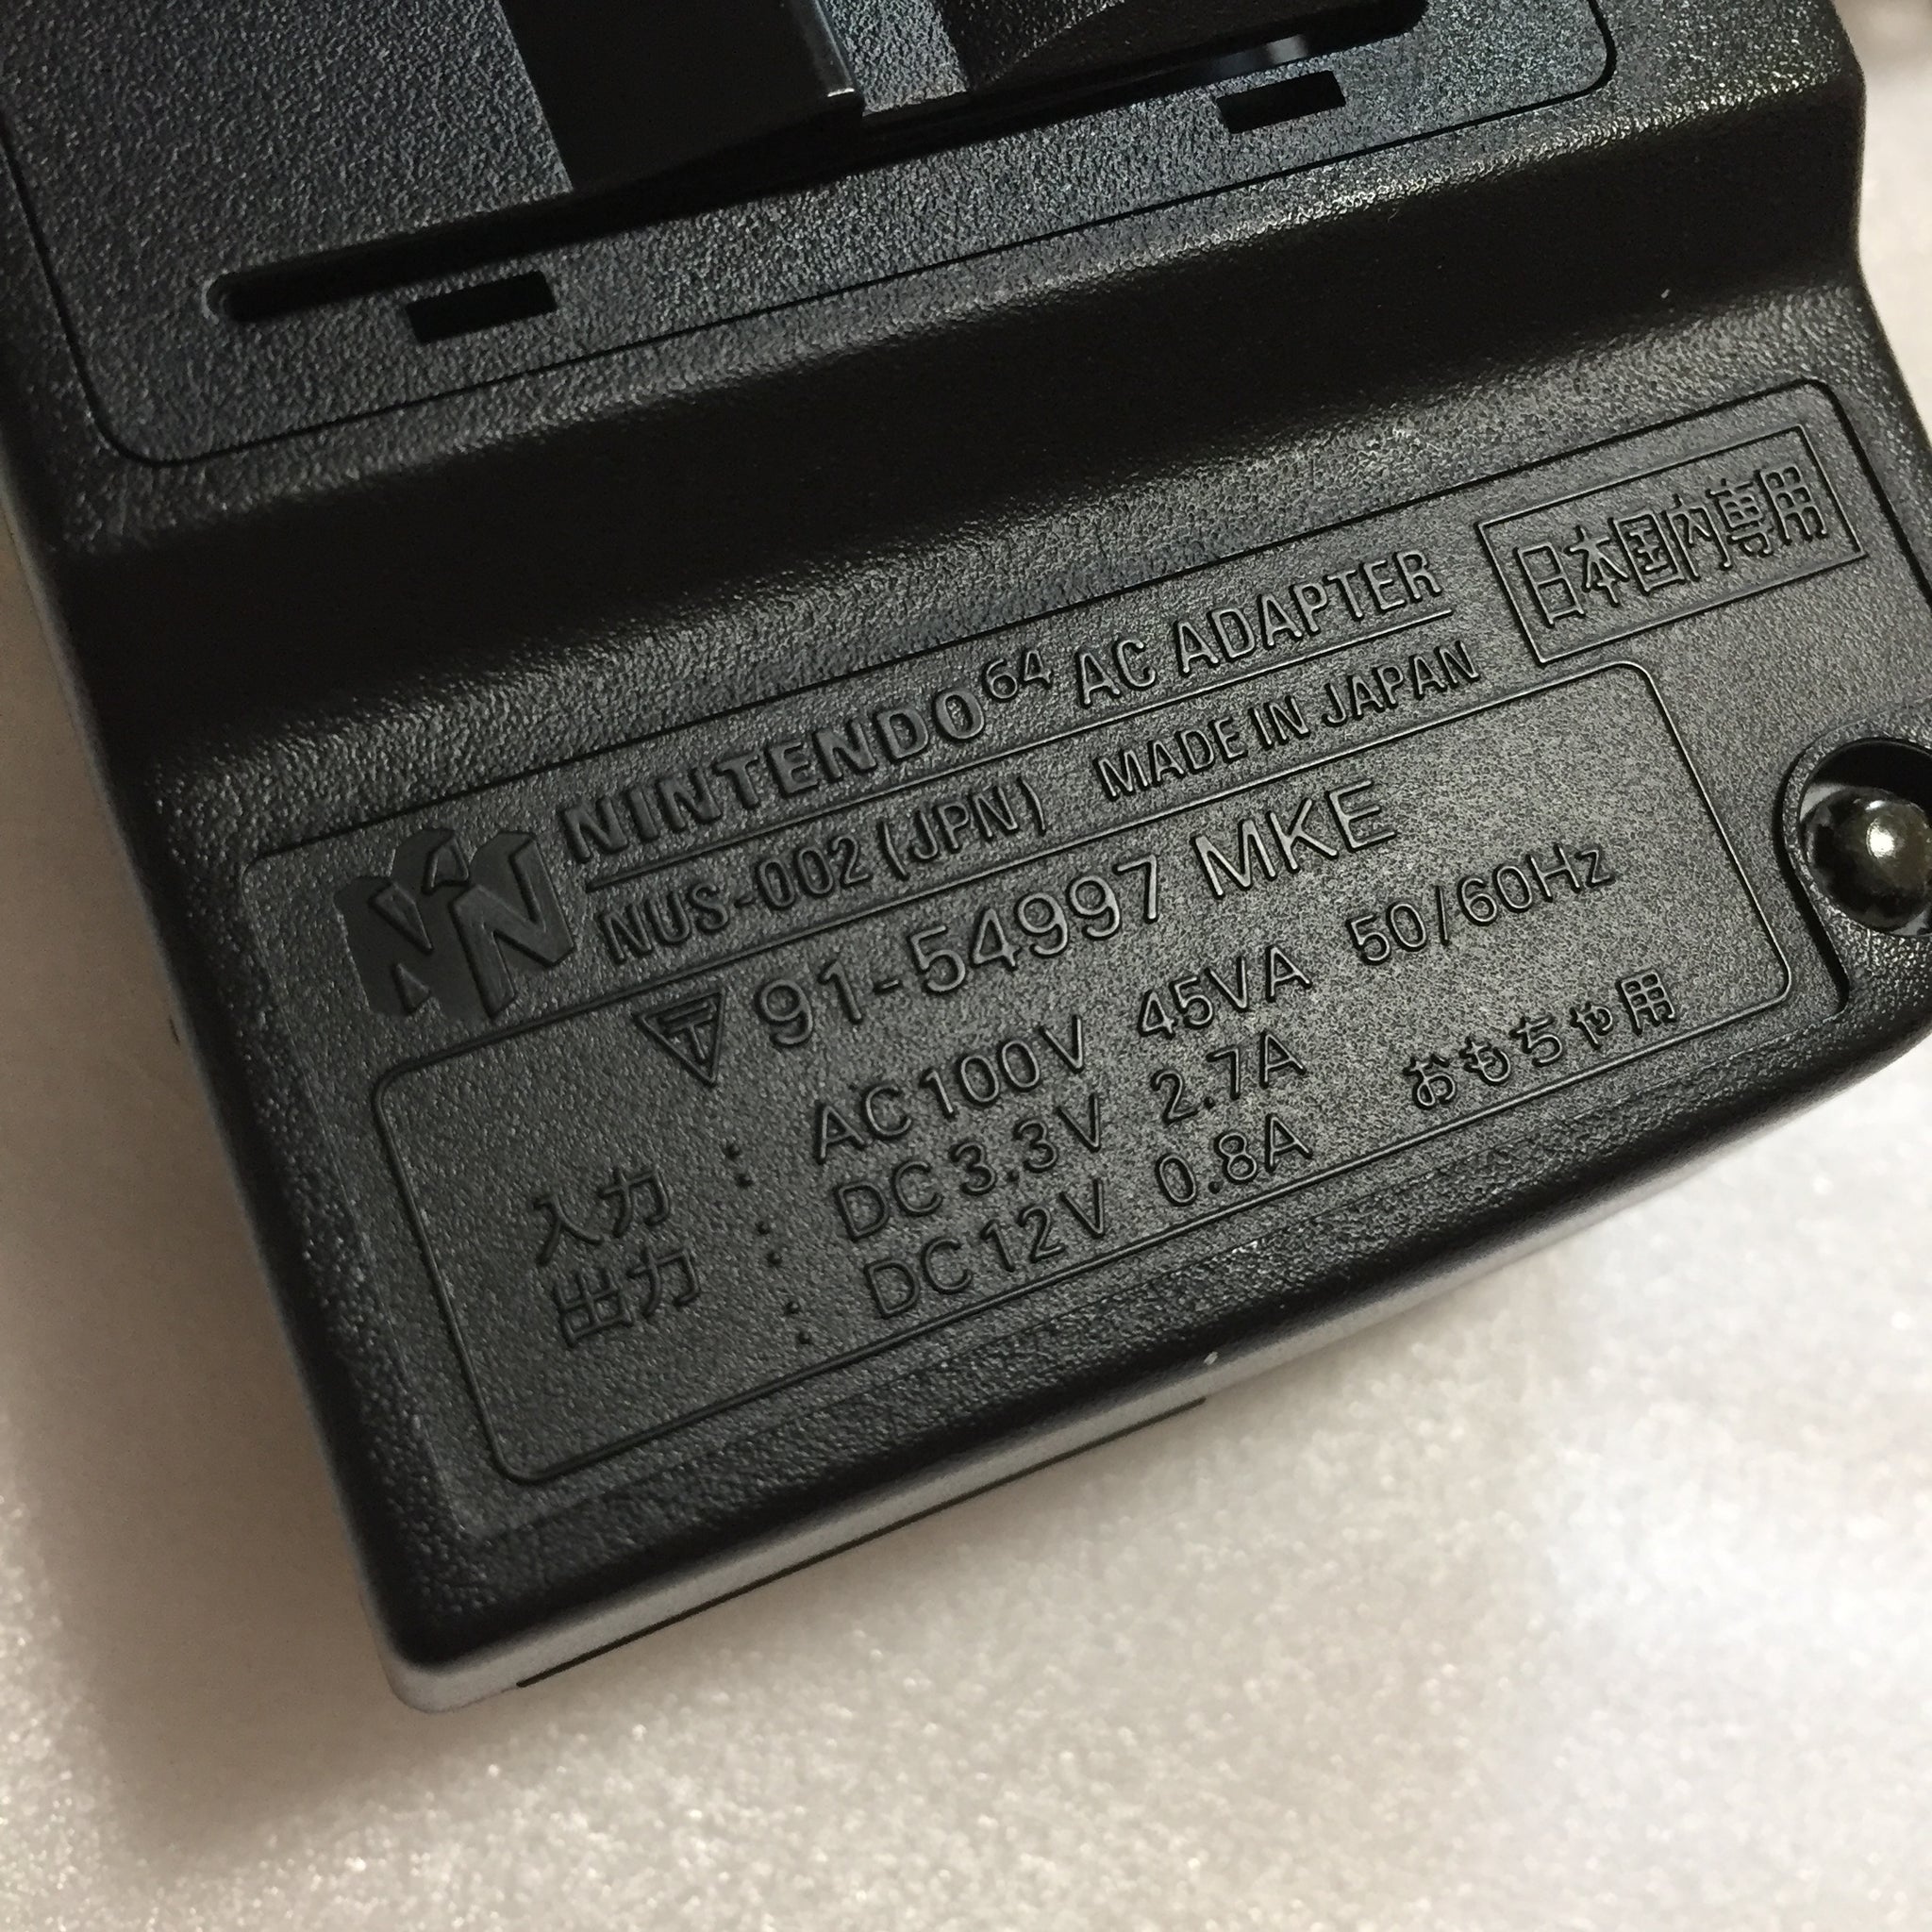 NINTENDO64 AC ADAPTER
日本国内専用
NUS-002 (JPN) MADE IN JAPAN
91-54997 MKE
入力 : AC100V 45VA 50/60Hz
出力 : DC3.3V 2.7A
: DC12V 0.8A
おもちゃ用